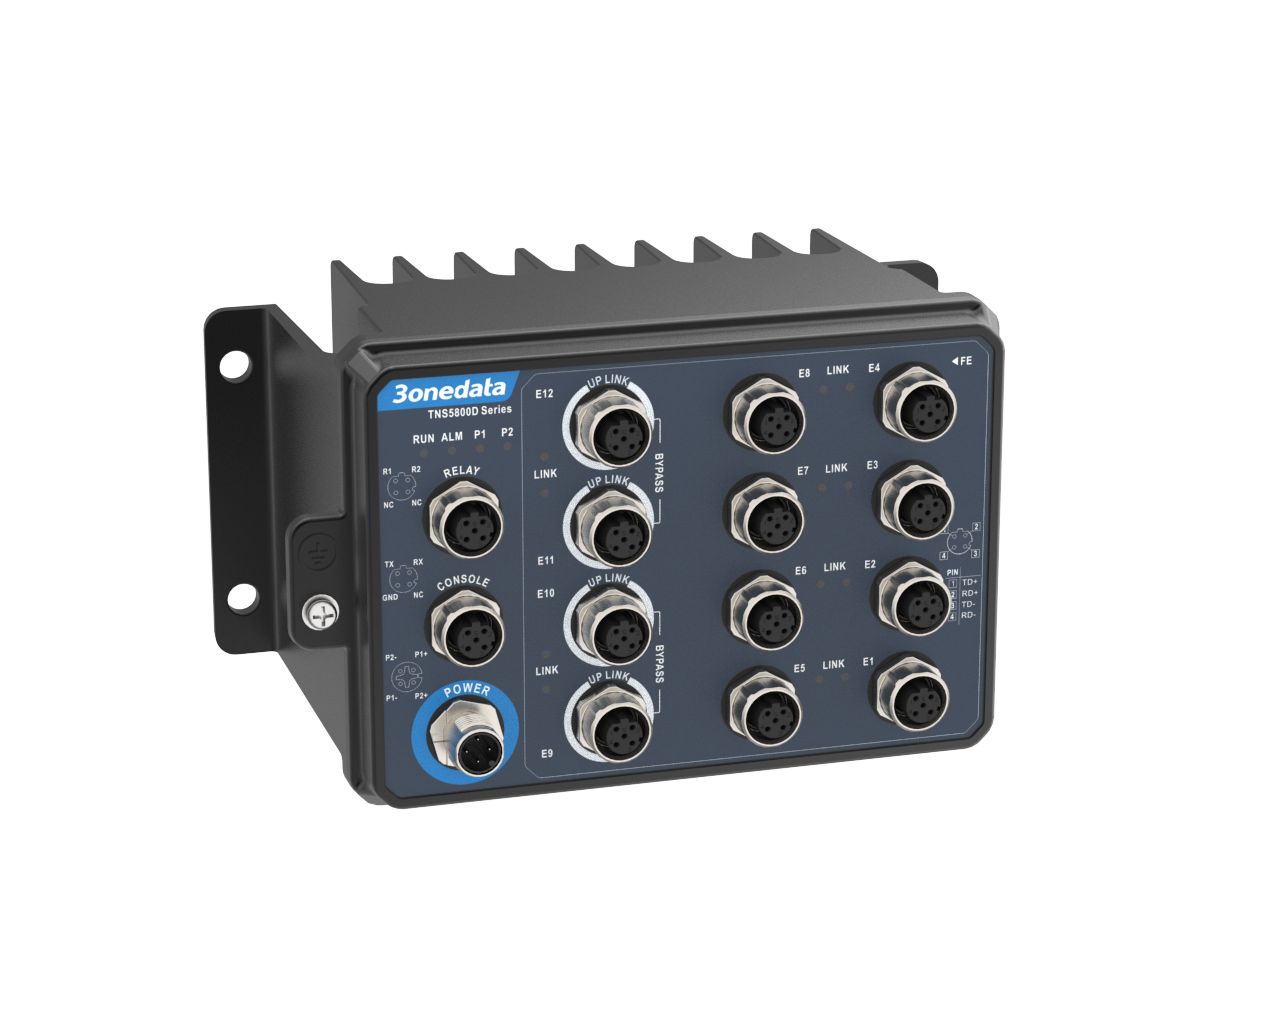 3onedata
TNS5800D Series
RUN ALM P1 P2
R1 R2
NC NC
RELAY
TX RX
GND NC
CONSOLE
P2- P1+
P1- P2+
POWER
E12
UP LINK
LINK
UP LINK
E11
BYPASS
E10
UP LINK
LINK
UP LINK
E9
BYPASS
E8 LINK E4
E7 LINK E3
E6 LINK E2
E5 LINK E1
◀FE
1 2
4 3
PIN
1 TD+
2 RD+
3 TD-
4 RD-